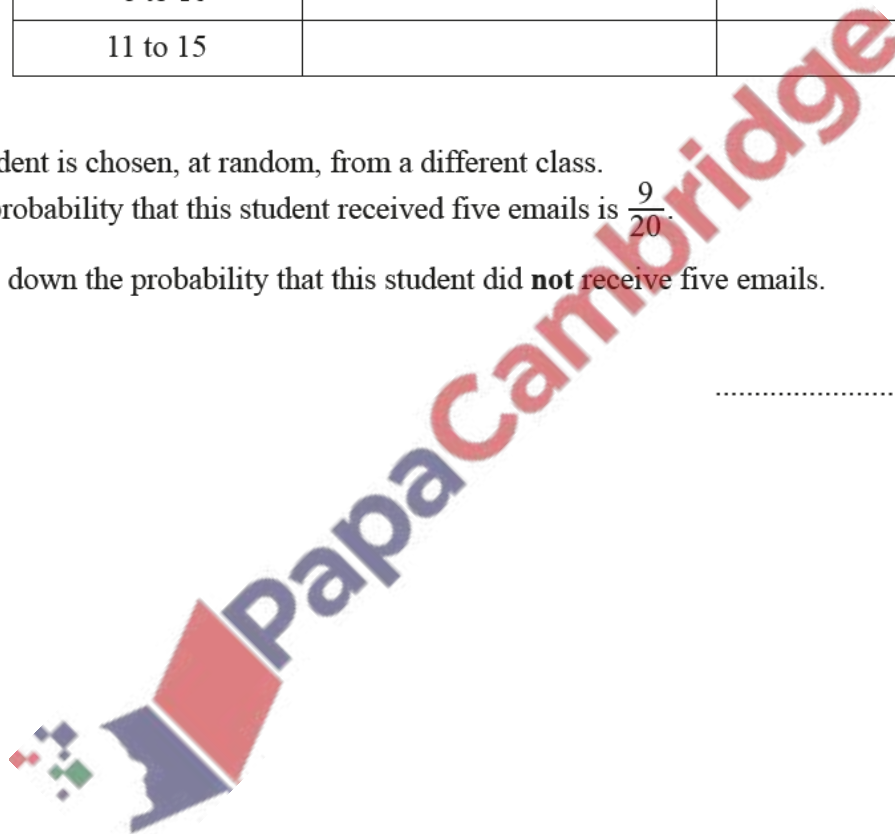 11 to 15
dent is chosen, at random, from a different class.
robability that this student received five emails is 9/20.
down the probability that this student did not receive five emails.
........................
PapaCambridge